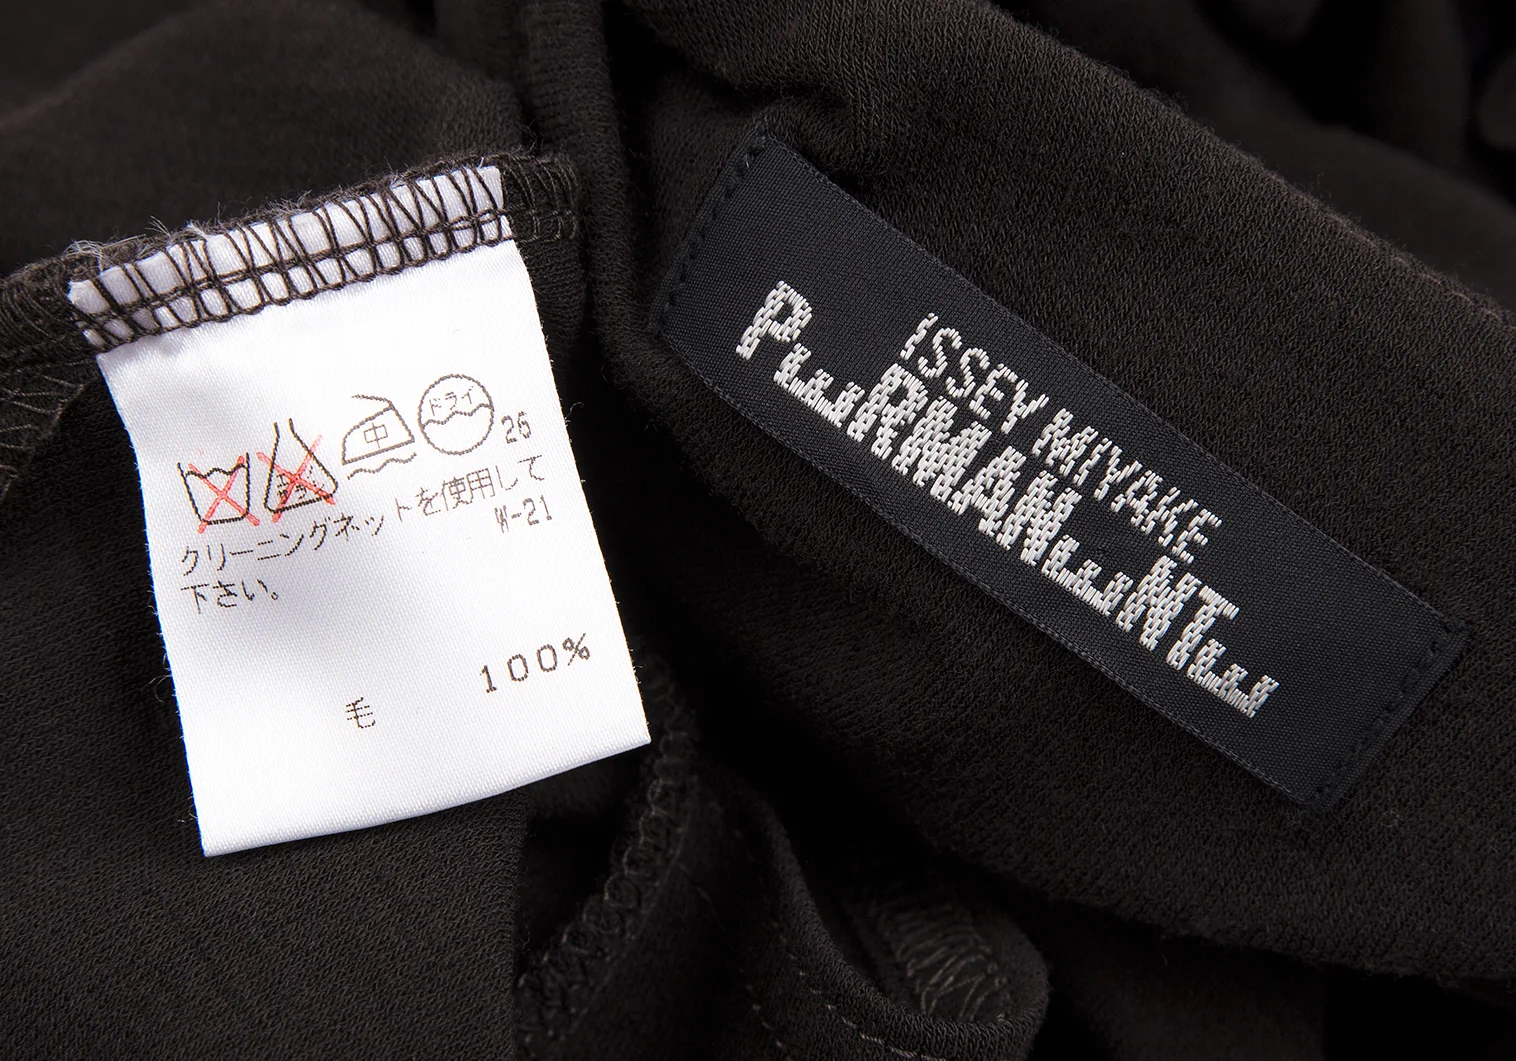 ドライ
中
26
クリーニングネットを使用して
W-21
下さい。
毛 100%
ISSEY MIYAKE
PERMANENTE